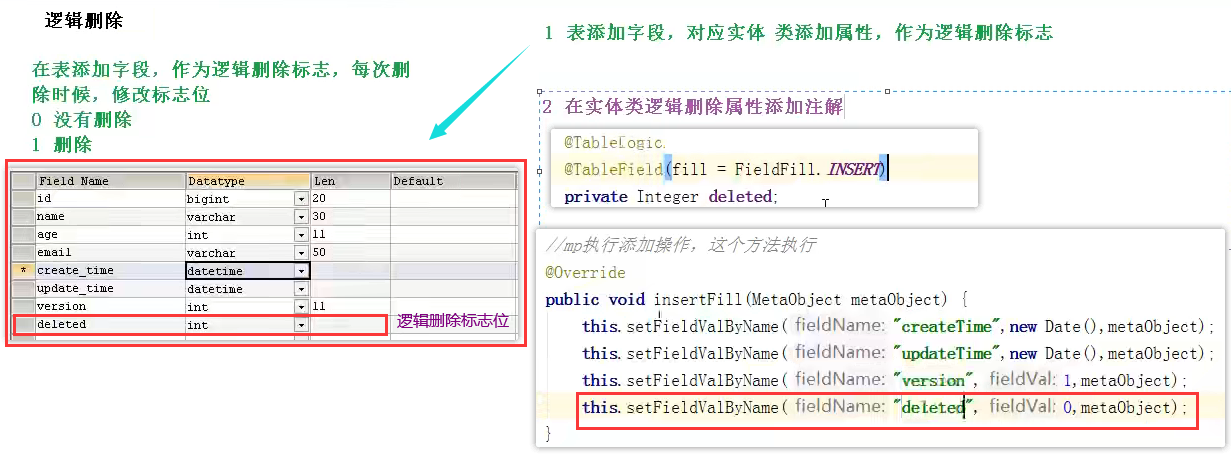 逻辑删除
在表添加字段，作为逻辑删除标志，每次删
除时候，修改标志位
0 没有删除
1 删除
Field Name Datatype Len Default
id bigint 20
name varchar 30
age int 11
email varchar 50
* create_time datetime
update_time datetime
version int 11
deleted int
逻辑删除标志位
1 表添加字段，对应实体 类添加属性，作为逻辑删除标志
2 在实体类逻辑删除属性添加注解
@TableLogic
@TableField(fill = FieldFill.INSERT)
private Integer deleted;
//mp执行添加操作，这个方法执行
@Override
public void insertFill(MetaObject metaObject) {
this.setFieldValByName( fieldName: "createTime",new Date(),metaObject);
this.setFieldValByName( fieldName: "updateTime",new Date(),metaObject);
this.setFieldValByName( fieldName: "version", fieldVal: 1,metaObject);
this.setFieldValByName( fieldName: "deleted", fieldVal: 0,metaObject);
}